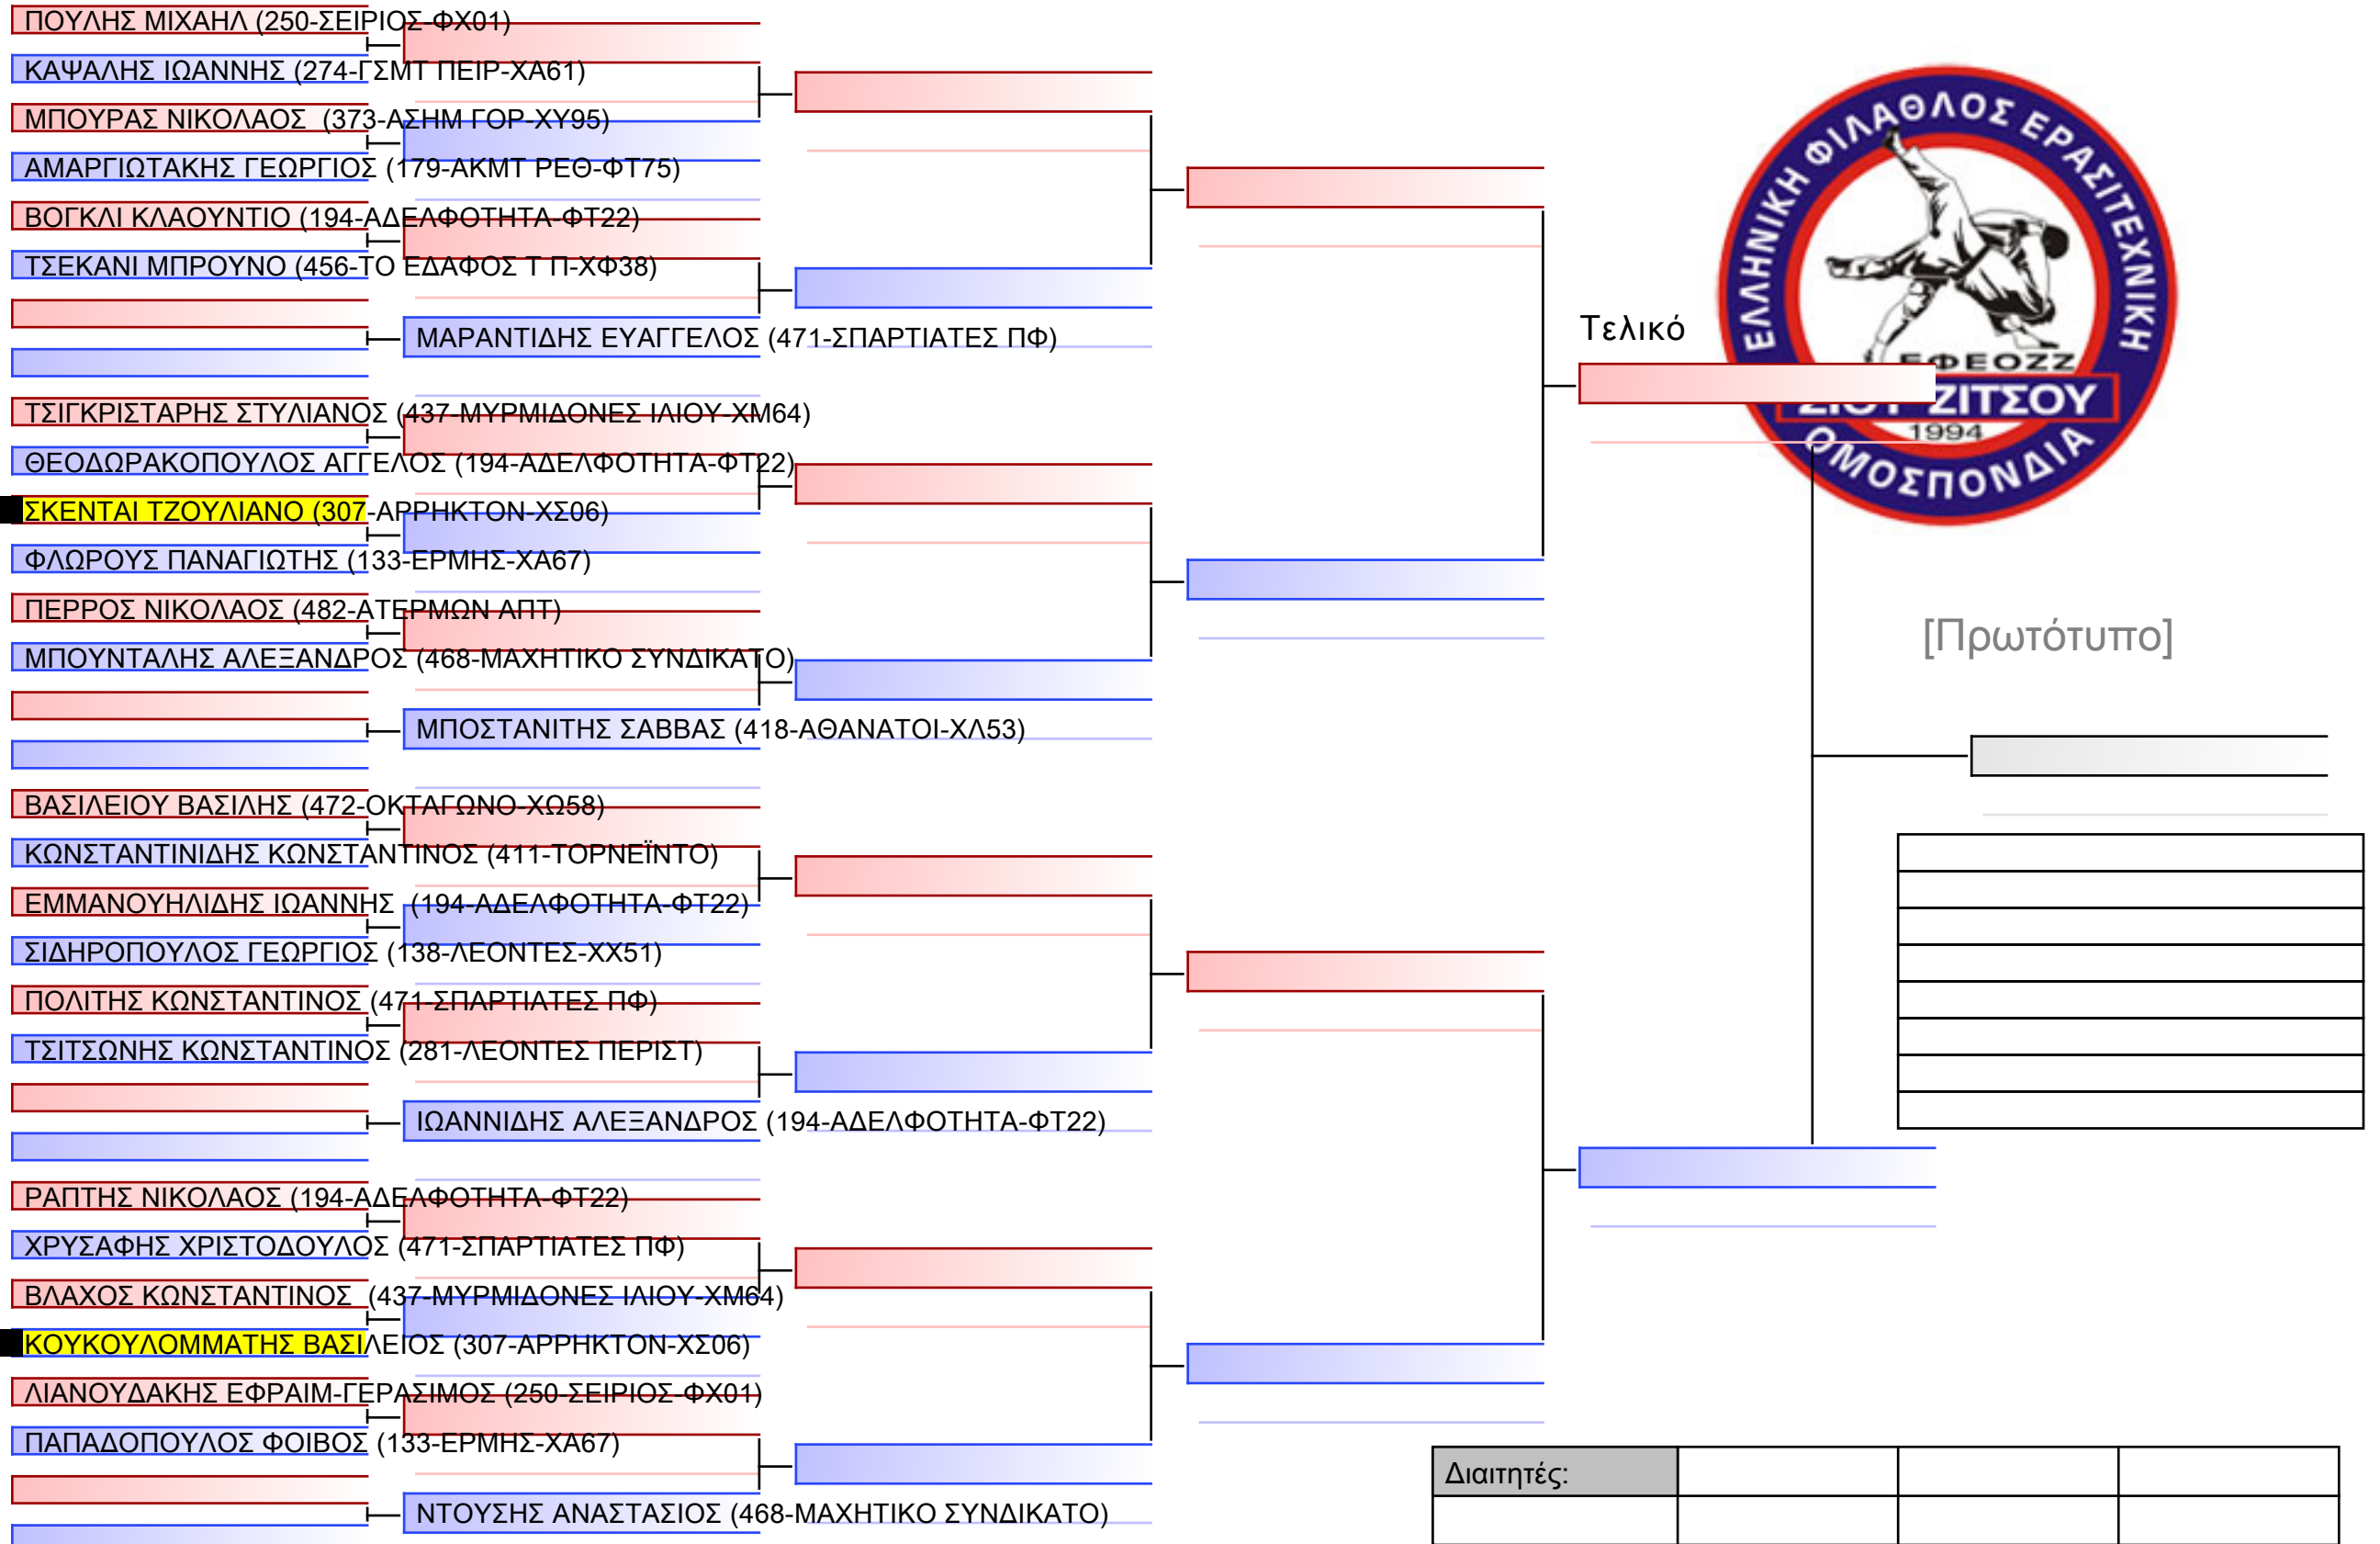 ΠΟΥΛΗΣ ΜΙΧΑΗΛ (250-ΣΕΙΡΙΟΣ-ΦΧ01)
ΚΑΨΑΛΗΣ ΙΩΑΝΝΗΣ (274-ΓΣΜΤ ΠΕΙΡ-ΧΑ61)
ΜΠΟΥΡΑΣ ΝΙΚΟΛΑΟΣ (373-ΑΣΗΜ ΓΟΡ-ΧΥ95)
ΑΜΑΡΓΙΩΤΑΚΗΣ ΓΕΩΡΓΙΟΣ (179-ΑΚΜΤ ΡΕΘ-ΦΤ75)
ΒΟΓΚΛΙ ΚΛΑΟΥΝΤΙΟ (194-ΑΔΕΛΦΟΤΗΤΑ-ΦΤ22)
ΤΣΕΚΑΝΙ ΜΠΡΟΥΝΟ (456-ΤΟ ΕΔΑΦΟΣ Τ Π-ΧΦ38)
ΜΑΡΑΝΤΙΔΗΣ ΕΥΑΓΓΕΛΟΣ (471-ΣΠΑΡΤΙΑΤΕΣ ΠΦ)
ΤΣΙΓΚΡΙΣΤΑΡΗΣ ΣΤΥΛΙΑΝΟΣ (437-ΜΥΡΜΙΔΟΝΕΣ ΙΛΙΟΥ-ΧΜ64)
ΘΕΟΔΩΡΑΚΟΠΟΥΛΟΣ ΑΓΓΕΛΟΣ (194-ΑΔΕΛΦΟΤΗΤΑ-ΦΤ22)
ΣΚΕΝΤΑΙ ΤΖΟΥΛΙΑΝΟ (307-ΑΡΡΗΚΤΟΝ-ΧΣ06)
ΦΛΩΡΟΥΣ ΠΑΝΑΓΙΩΤΗΣ (133-ΕΡΜΗΣ-ΧΑ67)
ΠΕΡΡΟΣ ΝΙΚΟΛΑΟΣ (482-ΑΤΕΡΜΩΝ ΑΠΤ)
ΜΠΟΥΝΤΑΛΗΣ ΑΛΕΞΑΝΔΡΟΣ (468-ΜΑΧΗΤΙΚΟ ΣΥΝΔΙΚΑΤΟ)
ΜΠΟΣΤΑΝΙΤΗΣ ΣΑΒΒΑΣ (418-ΑΘΑΝΑΤΟΙ-ΧΛ53)
ΒΑΣΙΛΕΙΟΥ ΒΑΣΙΛΗΣ (472-ΟΚΤΑΓΩΝΟ-ΧΩ58)
ΚΩΝΣΤΑΝΤΙΝΙΔΗΣ ΚΩΝΣΤΑΝΤΙΝΟΣ (411-ΤΟΡΝΕΪΝΤΟ)
ΕΜΜΑΝΟΥΗΛΙΔΗΣ ΙΩΑΝΝΗΣ (194-ΑΔΕΛΦΟΤΗΤΑ-ΦΤ22)
ΣΙΔΗΡΟΠΟΥΛΟΣ ΓΕΩΡΓΙΟΣ (138-ΛΕΟΝΤΕΣ-ΧΧ51)
ΠΟΛΙΤΗΣ ΚΩΝΣΤΑΝΤΙΝΟΣ (471-ΣΠΑΡΤΙΑΤΕΣ ΠΦ)
ΤΣΙΤΣΩΝΗΣ ΚΩΝΣΤΑΝΤΙΝΟΣ (281-ΛΕΟΝΤΕΣ ΠΕΡΙΣΤ)
ΙΩΑΝΝΙΔΗΣ ΑΛΕΞΑΝΔΡΟΣ (194-ΑΔΕΛΦΟΤΗΤΑ-ΦΤ22)
ΡΑΠΤΗΣ ΝΙΚΟΛΑΟΣ (194-ΑΔΕΛΦΟΤΗΤΑ-ΦΤ22)
ΧΡΥΣΑΦΗΣ ΧΡΙΣΤΟΔΟΥΛΟΣ (471-ΣΠΑΡΤΙΑΤΕΣ ΠΦ)
ΒΛΑΧΟΣ ΚΩΝΣΤΑΝΤΙΝΟΣ (437-ΜΥΡΜΙΔΟΝΕΣ ΙΛΙΟΥ-ΧΜ64)
ΚΟΥΚΟΥΛΟΜΜΑΤΗΣ ΒΑΣΙΛΕΙΟΣ (307-ΑΡΡΗΚΤΟΝ-ΧΣ06)
ΛΙΑΝΟΥΔΑΚΗΣ ΕΦΡΑΙΜ-ΓΕΡΑΣΙΜΟΣ (250-ΣΕΙΡΙΟΣ-ΦΧ01)
ΠΑΠΑΔΟΠΟΥΛΟΣ ΦΟΙΒΟΣ (133-ΕΡΜΗΣ-ΧΑ67)
ΝΤΟΥΣΗΣ ΑΝΑΣΤΑΣΙΟΣ (468-ΜΑΧΗΤΙΚΟ ΣΥΝΔΙΚΑΤΟ)
Τελικό
ΕΛΛΗΝΙΚΗ ΦΙΛΑΘΛΟΣ ΕΡΑΣΙΤΕΧΝΙΚΗ
ΕΦΕΟΖΖ
ΖΙΟΥ ΖΙΤΣΟΥ
1994
ΟΜΟΣΠΟΝΔΙΑ
[Πρωτότυπο]
Διαιτητές: